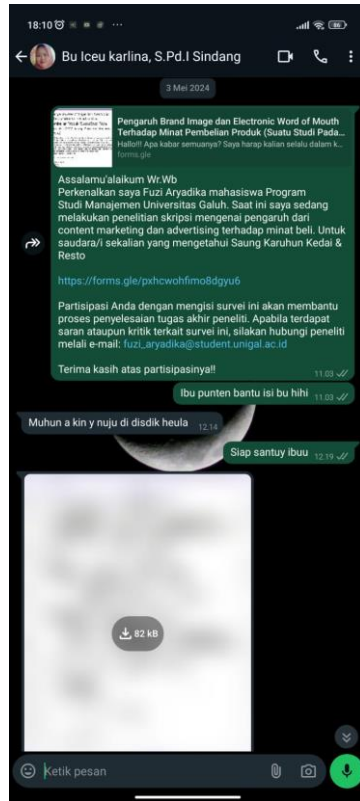 18:10
86
Bu Iceu karlina, S.Pd.I Sindang
3 Mei 2024
Pengaruh Brand Image dan Electronic Word of Mouth
Terhadap Minat Pembelian Produk (Suatu Studi Pada...
Hallo!!! Apa kabar semuanya? Saya harap kalian selalu dalam k...
forms.gle
Assalamu'alaikum Wr.Wb
Perkenalkan saya Fuzi Aryadika mahasiswa Program
Studi Manajemen Universitas Galuh. Saat ini saya sedang
melakukan penelitian skripsi mengenai pengaruh dari
content marketing dan advertising terhadap minat beli. Untuk
saudara/i sekalian yang mengetahui Saung Karuhun Kedai &
Resto
https://forms.gle/pxhcwohfimo8dgyu6
Partisipasi Anda dengan mengisi survei ini akan membantu
proses penyelesaian tugas akhir peneliti. Apabila terdapat
saran ataupun kritik terkait survei ini, silakan hubungi peneliti
melali e-mail: fuzi_aryadika@student.unigal.ac.id
Terima kasih atas partisipasinya!!
11.03
Ibu punten bantu isi bu hihi 11.03
Muhun a kin y nuju di disdik heula 12.14
Siap santuy ibuu 12.19
82 kB
Ketik pesan